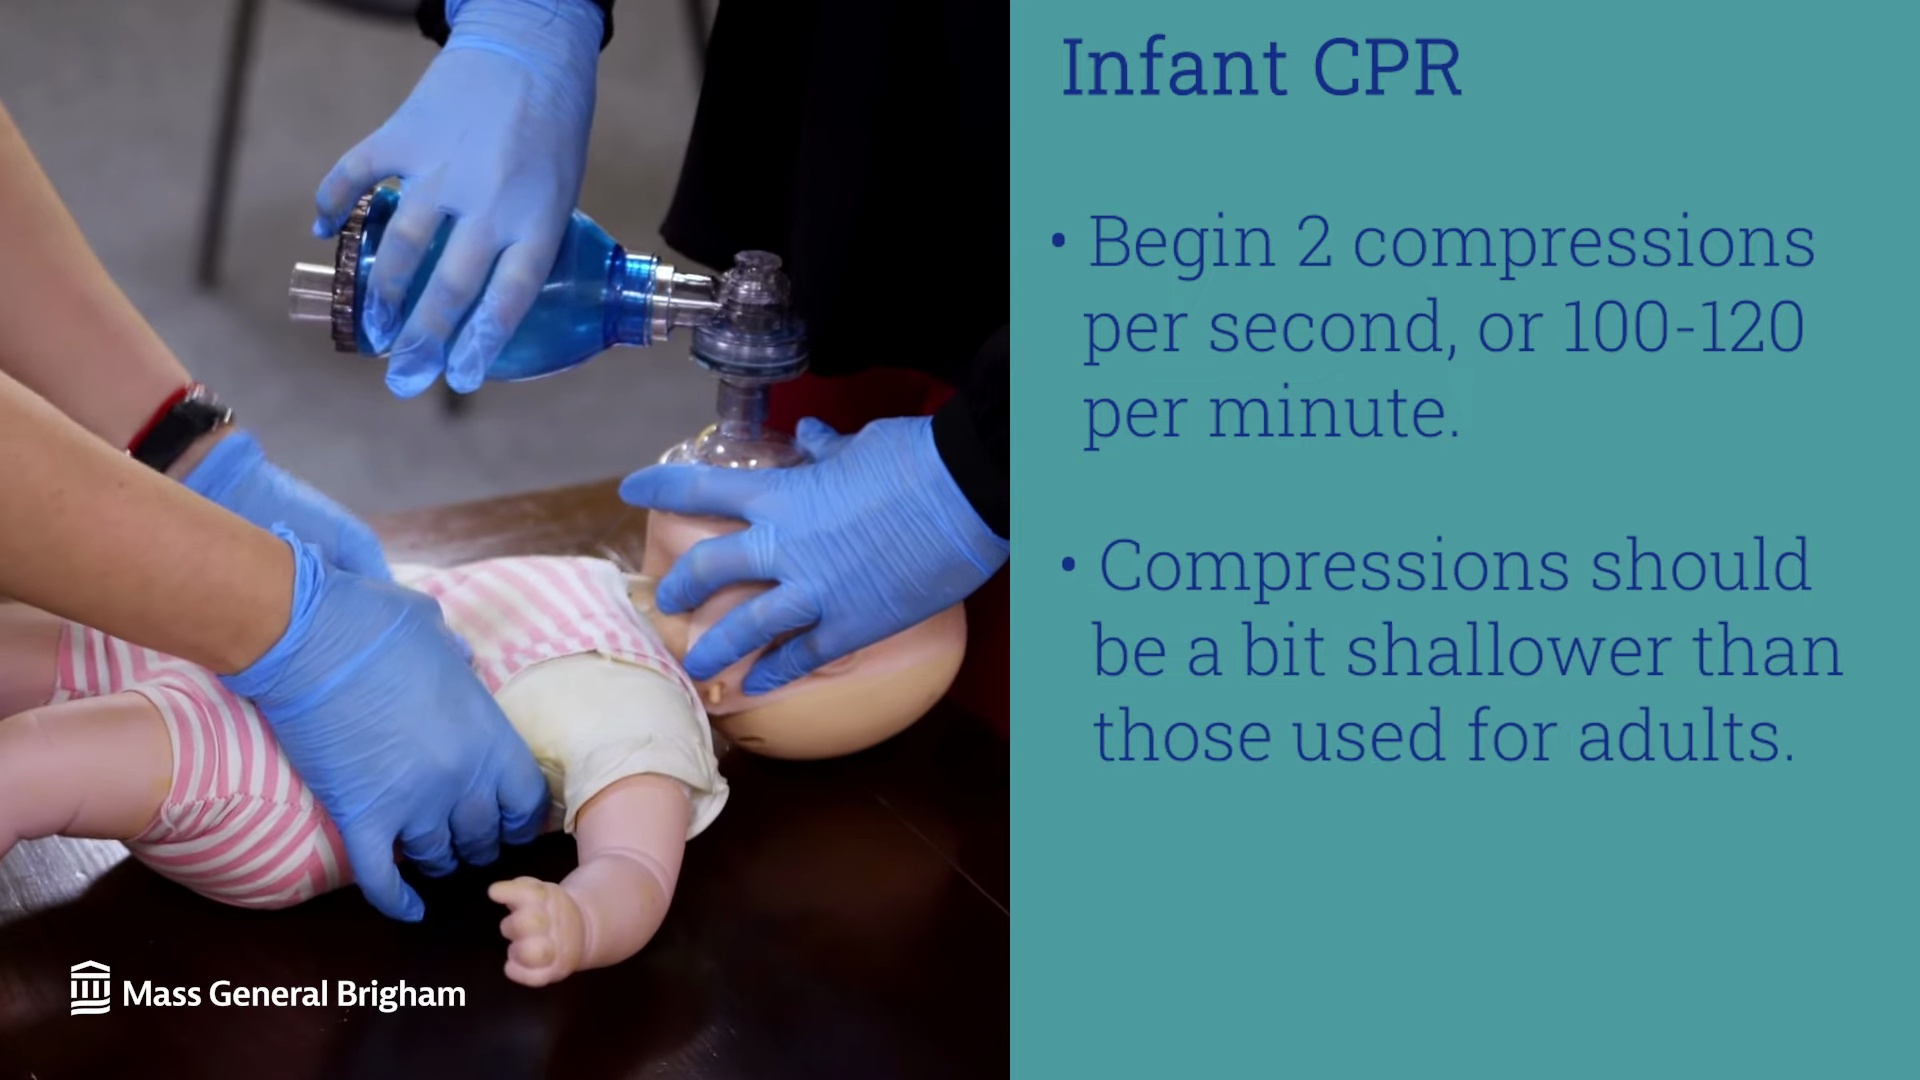 Infant CPR
• Begin 2 compressions
per second, or 100-120
per minute.
• Compressions should
be a bit shallower than
those used for adults.
Mass General Brigham